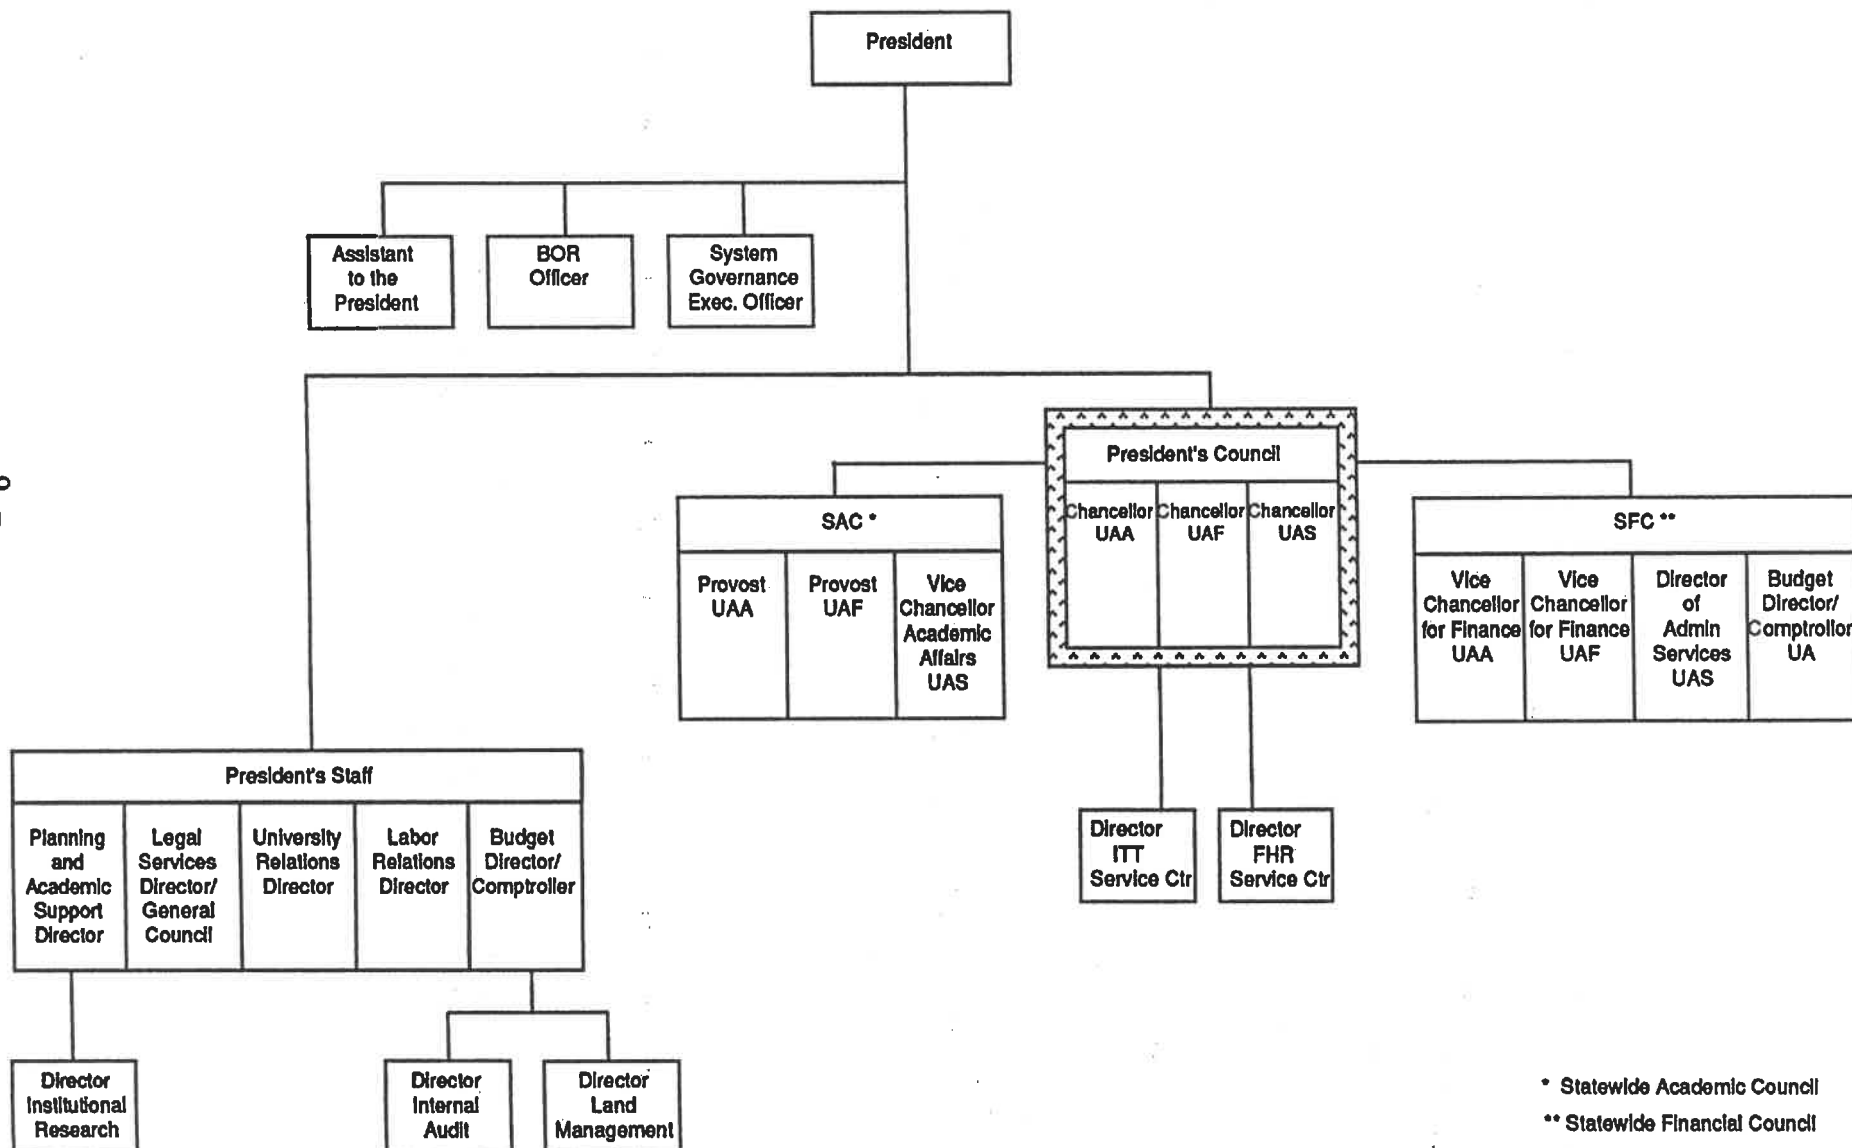 President
Assistant
to the
President
BOR
Officer
System
Governance
Exec. Officer
President's Council
Chancellor
UAA
Chancellor
UAF
Chancellor
UAS
SAC *
Provost
UAA
Provost
UAF
Vice
Chancellor
Academic
Affairs
UAS
SFC **
Vice
Chancellor
for Finance
UAA
Vice
Chancellor
for Finance
UAF
Director
of
Admin
Services
UAS
Budget
Director/
Comptrollor
UA
President's Staff
Planning
and
Academic
Support
Director
Legal
Services
Director/
General
Council
University
Relations
Director
Labor
Relations
Director
Budget
Director/
Comptroller
Director
ITT
Service Ctr
Director
FHR
Service Ctr
Director
Institutional
Research
Director
Internal
Audit
Director
Land
Management
* Statewide Academic Council
** Statewide Financial Council